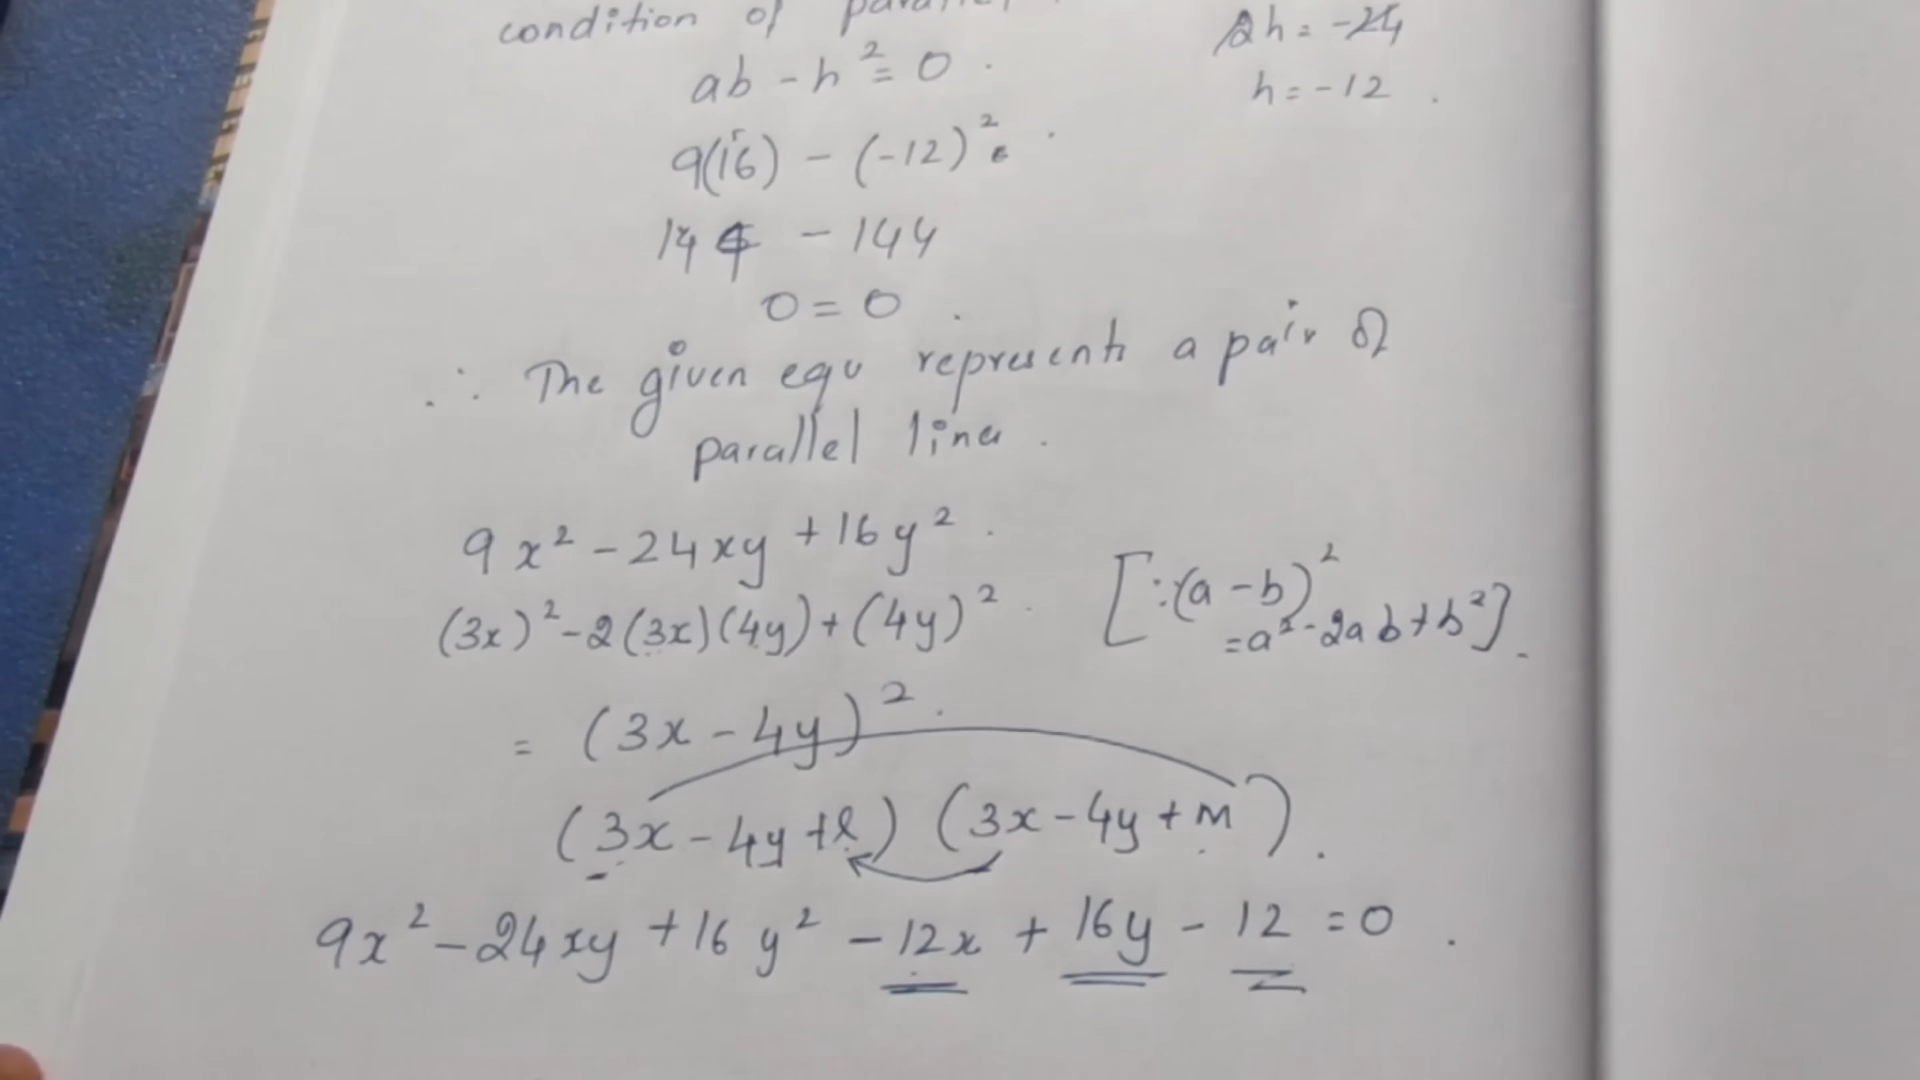 condition of
2h = -24
ab - h² = 0.
h = -12.
9(16) - (-12)²
144 - 144
0 = 0.
∴ The given equ represents a pair of
parallel lines.
9x² - 24xy + 16y².
(3x)² - 2(3x)(4y) + (4y)². [∵ (a - b)²
= a² - 2ab + b²].
= (3x - 4y)².
(3x - 4y + l) (3x - 4y + m).
9x² - 24xy + 16y² - 12x + 16y - 12 = 0.